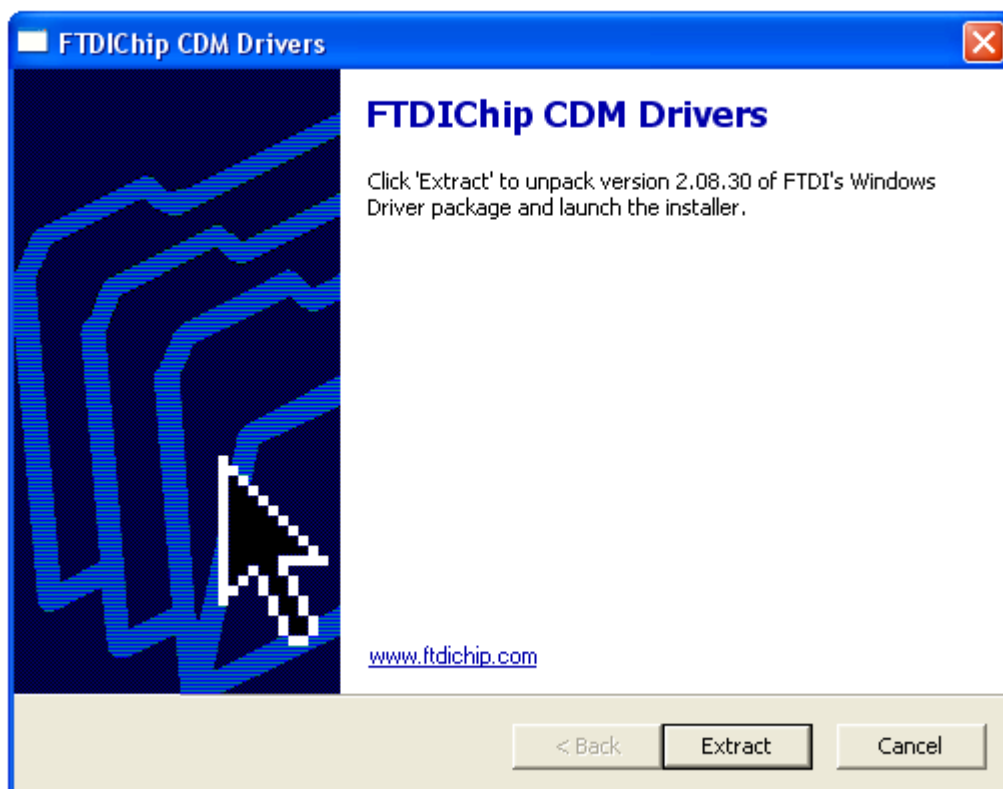 FTDIChip CDM Drivers
FTDIChip CDM Drivers
Click 'Extract' to unpack version 2.08.30 of FTDI's Windows
Driver package and launch the installer.
www.ftdichip.com
< Back
Extract
Cancel